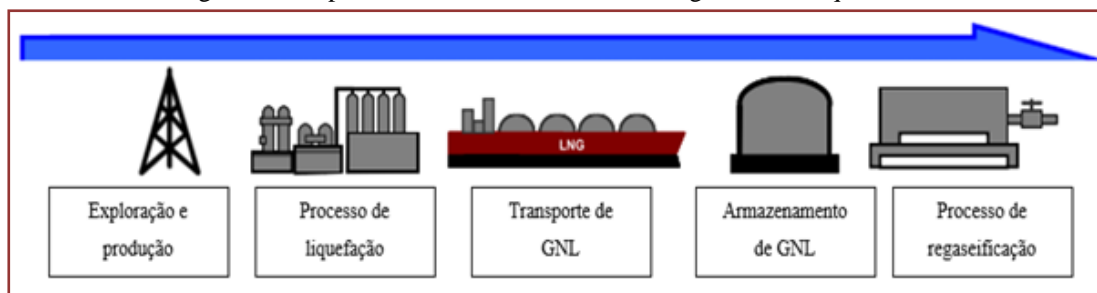 LNG
Exploração e
produção
Processo de
liquefação
Transporte de
GNL
Armazenamento
de GNL
Processo de
regaseificação